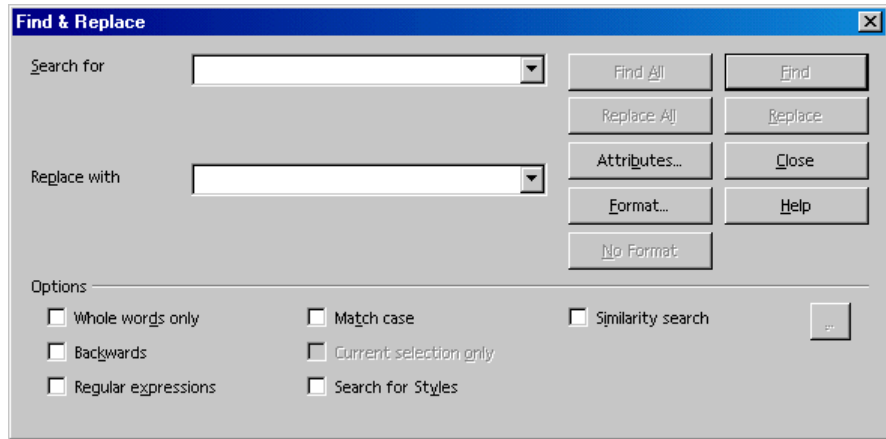 Find & Replace
Search for
Find All
Find
Replace All
Replace
Replace with
Attributes...
Close
Format...
Help
No Format
Options
Whole words only
Match case
Similarity search
...
Backwards
Current selection only
Regular expressions
Search for Styles